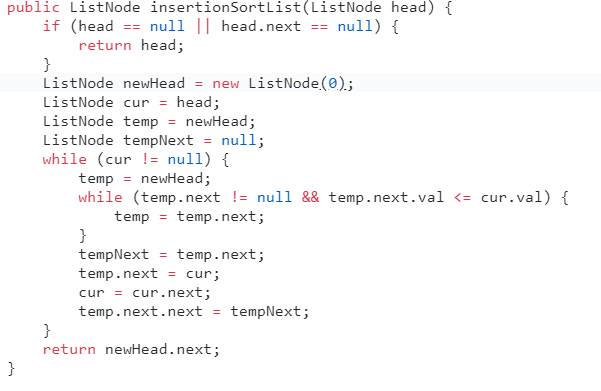 public ListNode insertionSortList(ListNode head) {
    if (head == null || head.next == null) {
        return head;
    }
    ListNode newHead = new ListNode(0);
    ListNode cur = head;
    ListNode temp = newHead;
    ListNode tempNext = null;
    while (cur != null) {
        temp = newHead;
        while (temp.next != null && temp.next.val <= cur.val) {
            temp = temp.next;
        }
        tempNext = temp.next;
        temp.next = cur;
        cur = cur.next;
        temp.next.next = tempNext;
    }
    return newHead.next;
}